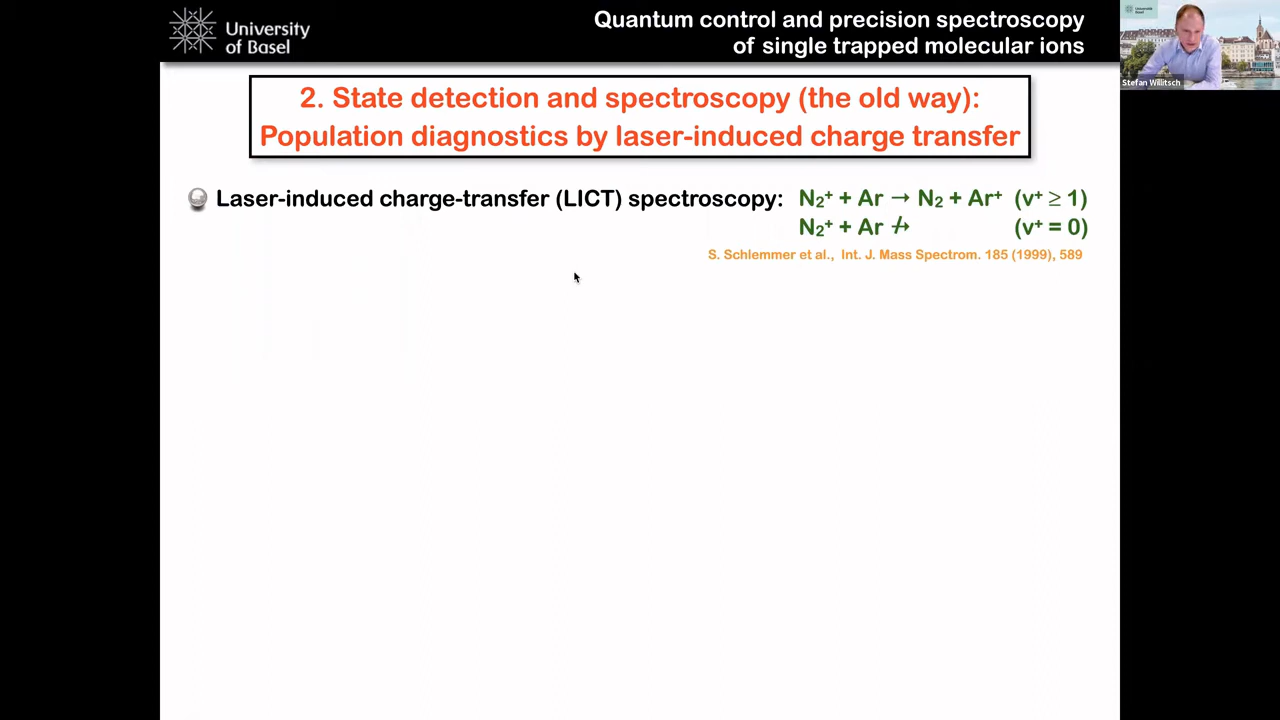 University
of Basel
Quantum control and precision spectroscopy
of single trapped molecular ions
Stefan Willitsch
2. State detection and spectroscopy (the old way):
Population diagnostics by laser-induced charge transfer
Laser-induced charge-transfer (LICT) spectroscopy: N₂⁺ + Ar → N₂ + Ar⁺ (v⁺ ≥ 1)
N₂⁺ + Ar ↛ (v⁺ = 0)
S. Schlemmer et al., Int. J. Mass Spectrom. 185 (1999), 589